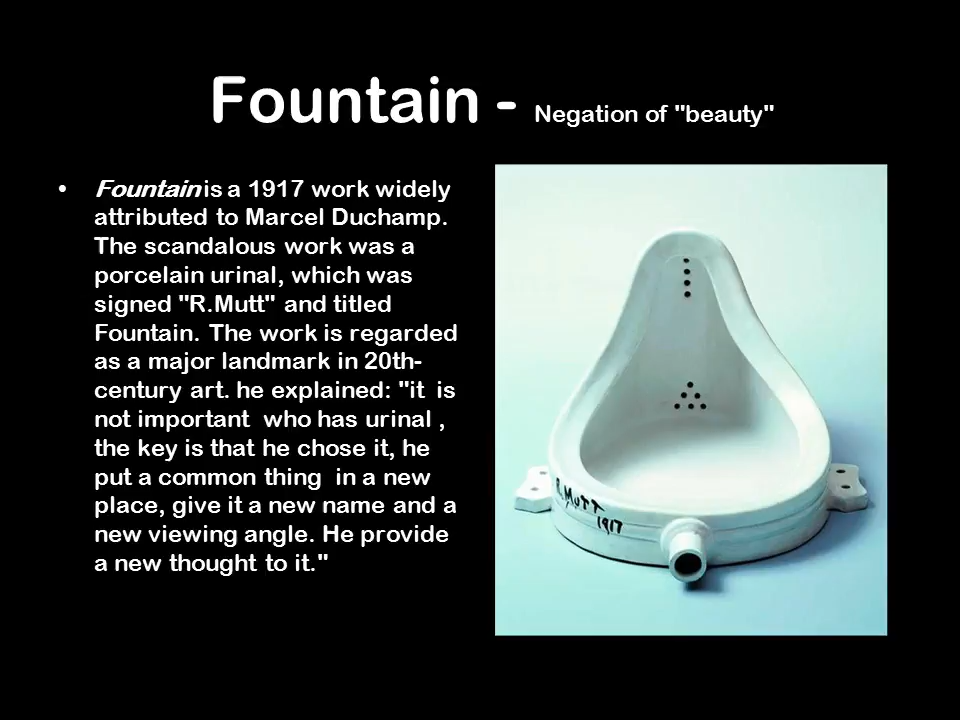 Fountain - Negation of "beauty"
• Fountain is a 1917 work widely
attributed to Marcel Duchamp.
The scandalous work was a
porcelain urinal, which was
signed "R.Mutt" and titled
Fountain. The work is regarded
as a major landmark in 20th-
century art. he explained: "it is
not important who has urinal ,
the key is that he chose it, he
put a common thing in a new
place, give it a new name and a
new viewing angle. He provide
a new thought to it."
R.MUTT
1917